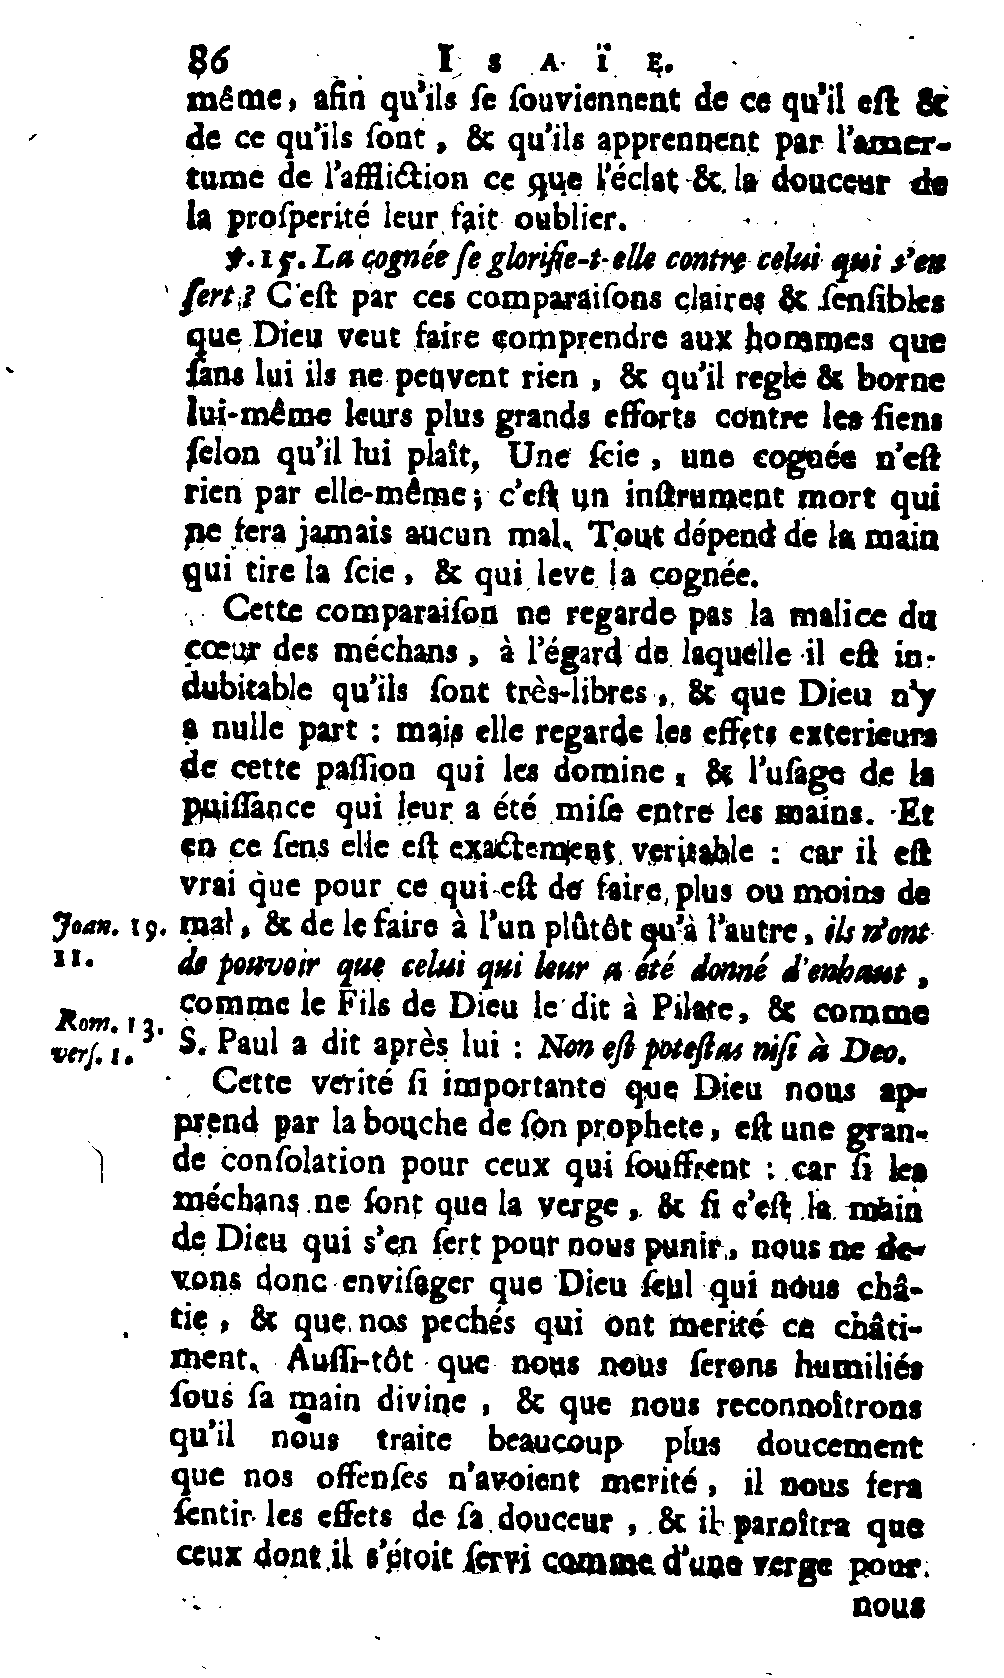 86 ISAÏE.
même, afin qu'ils ſe ſouviennent de ce qu'il eſt &
de ce qu'ils ſont, & qu'ils apprennent par l'amer-
tume de l'affliction ce que l'éclat & la douceur de
la proſperité leur fait oublier.
℣. 15. La cognée ſe glorifie-t-elle contre celui qui s'en
ſert? C'eſt par ces comparaiſons claires & ſenſibles
que Dieu veut faire comprendre aux hommes que
ſans lui ils ne peuvent rien, & qu'il regle & borne
lui-même leurs plus grands efforts contre les ſiens
ſelon qu'il lui plaît. Une ſcie, une cognée n'eſt
rien par elle-même; c'eſt un inſtrument mort qui
ne fera jamais aucun mal. Tout dépend de la main
qui tire la ſcie, & qui leve la cognée.
Cette comparaiſon ne regarde pas la malice du
cœur des méchans, à l'égard de laquelle il eſt in-
dubitable qu'ils ſont très-libres, & que Dieu n'y
a nulle part : mais elle regarde les effets exterieurs
de cette paſſion qui les domine, & l'uſage de la
puiſſance qui leur a été miſe entre les mains. Et
en ce ſens elle eſt exactement veritable : car il eſt
vrai que pour ce qui eſt de faire plus ou moins de
Joan. 19. mal, & de le faire à l'un plûtôt qu'à l'autre, ils n'ont
11. de pouvoir que celui qui leur a été donné d'enhaut,
comme le Fils de Dieu le dit à Pilate, & comme
Rom. 13. verſ. 1. S. Paul a dit après lui : Non eſt poteſtas niſi à Deo.
Cette verité ſi importante que Dieu nous ap-
prend par la bouche de ſon prophete, eſt une gran-
de conſolation pour ceux qui ſouffrent : car ſi les
méchans ne ſont que la verge, & ſi c'eſt la main
de Dieu qui s'en ſert pour nous punir, nous ne de-
vons donc enviſager que Dieu ſeul qui nous châ-
tie, & que nos pechés qui ont merité ce châti-
ment. Auſſi-tôt que nous nous ſerons humiliés
ſous ſa main divine, & que nous reconnoîtrons
qu'il nous traite beaucoup plus doucement
que nos offenſes n'avoient merité, il nous fera
ſentir les effets de ſa douceur, & il paroîtra que
ceux dont il s'étoit ſervi comme d'une verge pour
nous